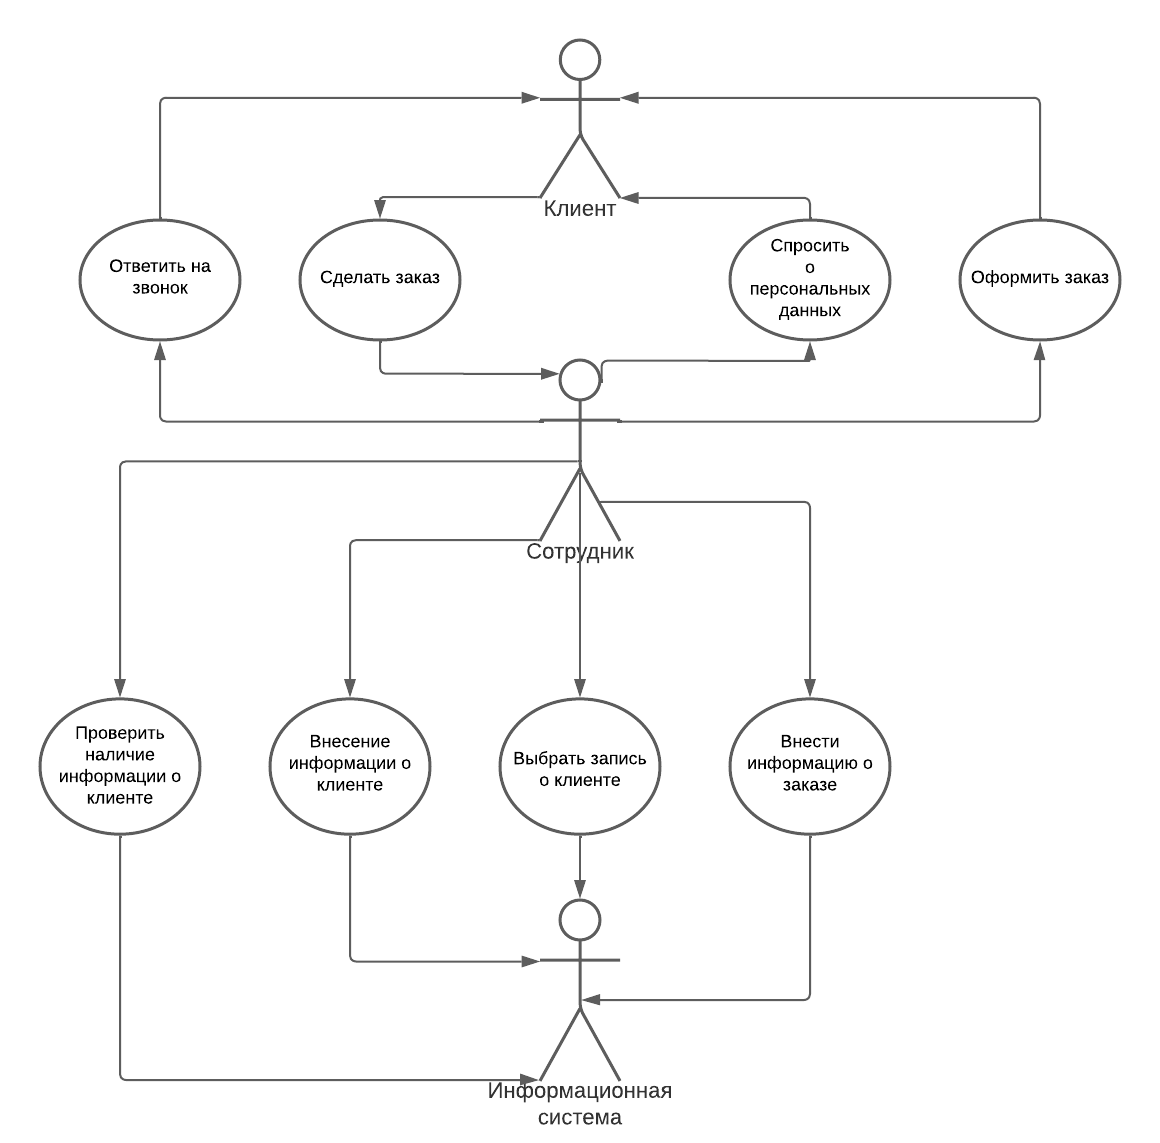 Клиент
Ответить на
звонок
Сделать заказ
Спросить
о
персональных
данных
Оформить заказ
Сотрудник
Проверить
наличие
информации о
клиенте
Внесение
информации о
клиенте
Выбрать запись
о клиенте
Внести
информацию о
заказе
Информационная
система